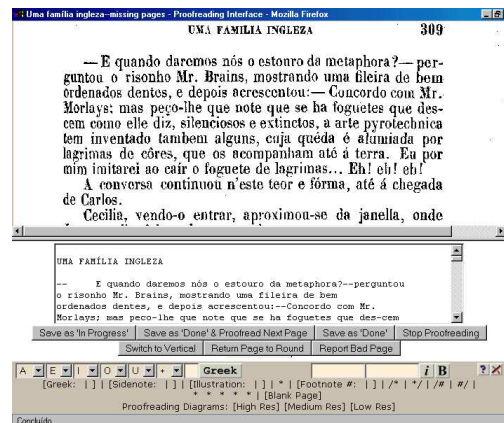 Uma família ingleza--missing pages - Proofreading Interface - Mozilla Firefox
UMA FAMILIA INGLEZA 309
— E quando daremos nós o estouro da metaphora?— per-
guntou o risonho Mr. Brains, mostrando uma fileira de bem
ordenados dentes, e depois acrescentou:— Concordo com Mr.
Morlays; mas peço-lhe que note que se ha foguetes que des-
cem como elle diz, silenciosos e extinctos, a arte pyrotechnica
tem inventado tambem alguns, cuja quéda é alumiada por
lagrimas de côres, que os acompanham até á terra. Eu por
mim imitarei ao caír o foguete de lagrimas... Eh! eh! eh!
A conversa continuou n'este teor e fórma, até á chegada
de Carlos.
Cecilia, vendo-o entrar, aproximou-se da janella, onde
UMA FAMÍLIA INGLEZA
-- E quando daremos nós o estouro da metaphora?--perguntou
o risonho Mr. Brains, mostrando uma fileira de bem
ordenados dentes, e depois acrescentou:--Concordo com Mr.
Morlays; mas peco-lhe que note que se ha foguetes que des-cem
Save as 'In Progress' Save as 'Done' & Proofread Next Page Save as 'Done' Stop Proofreading
Switch to Vertical Return Page to Round Report Bad Page
A E I O U + Greek i B ? X
[Greek: | ] | [Sidenote: | ] | [Illustration: | ] | * | [Footnote #: | ] | /* | */ | /# | #/ |
* * * * * | [Blank Page]
Proofreading Diagrams: [High Res] [Medium Res] [Low Res]
Concluído